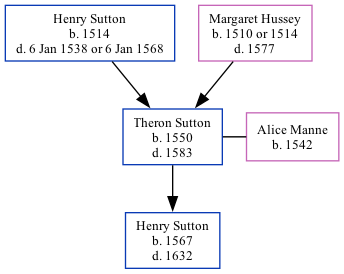 Henry Sutton
b. 1514
d. 6 Jan 1538 or 6 Jan 1568
Margaret Hussey
b. 1510 or 1514
d. 1577
Theron Sutton
b. 1550
d. 1583
Alice Manne
b. 1542
Henry Sutton
b. 1567
d. 1632